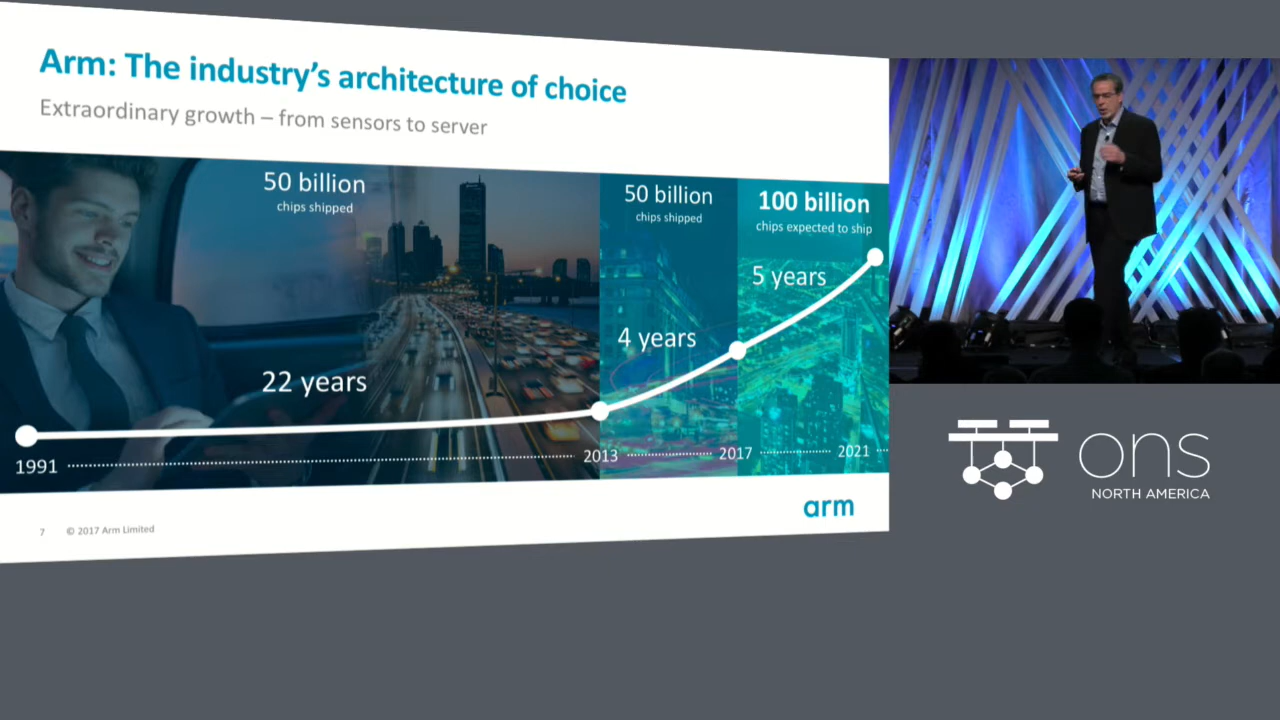 Arm: The industry's architecture of choice
Extraordinary growth – from sensors to server
50 billion
chips shipped
50 billion
chips shipped
100 billion
chips expected to ship
22 years
4 years
5 years
1991
2013
2017
2021
7 © 2017 Arm Limited
arm
ons
NORTH AMERICA